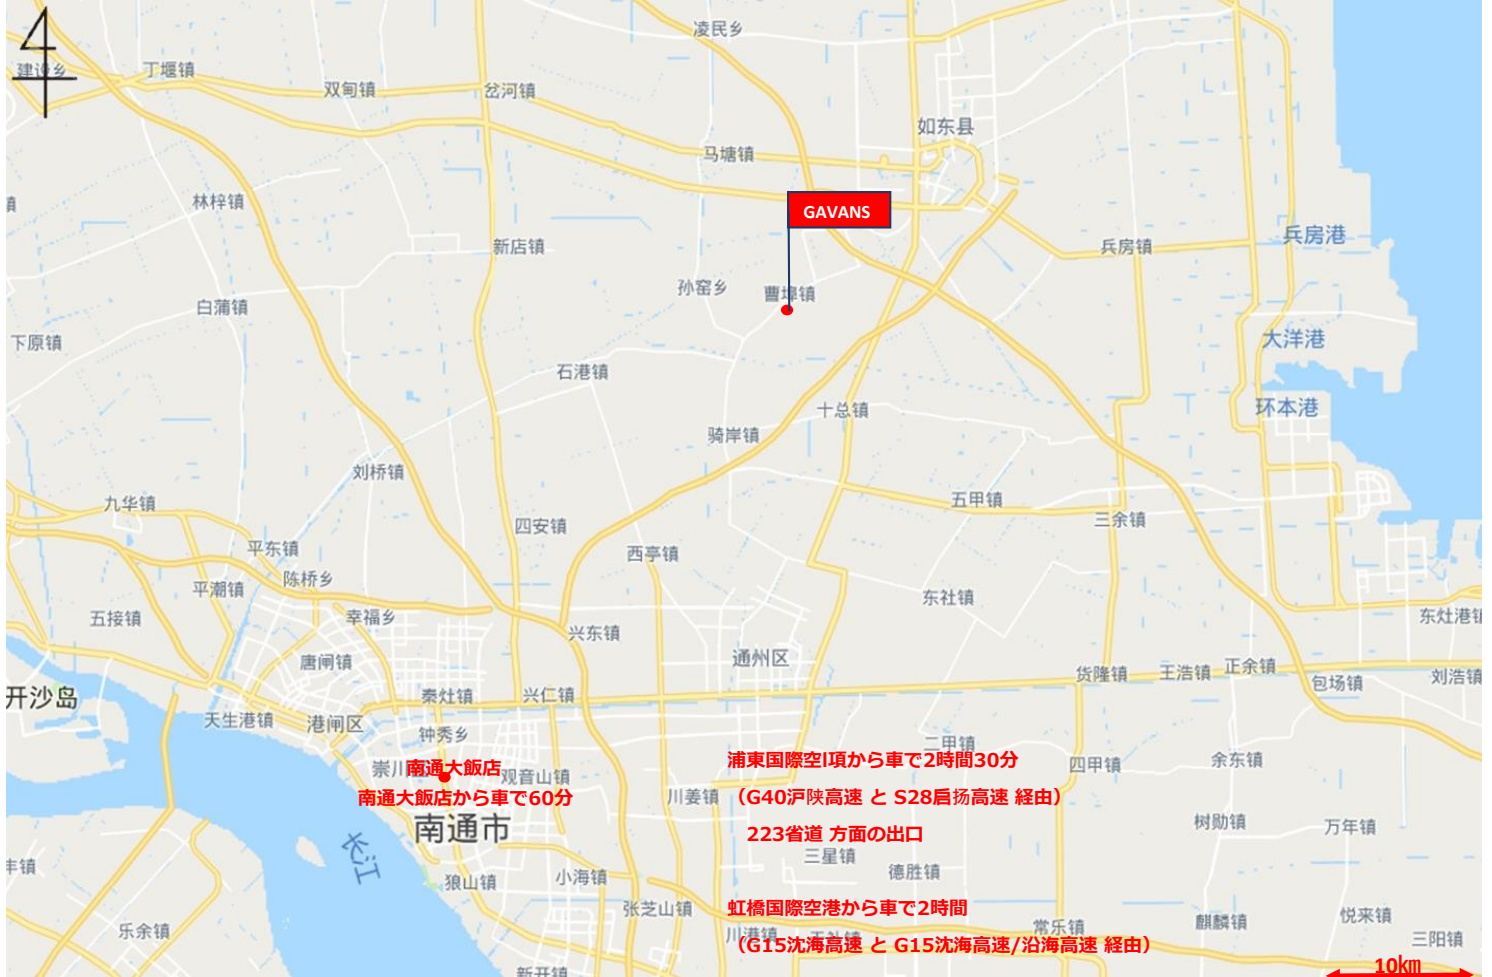 凌民乡
建设乡
丁堰镇
双甸镇
岔河镇
如东县
马塘镇
林梓镇
镇
GAVANS
新店镇
兵房镇
兵房港
孙窑乡
曹埠镇
白蒲镇
下原镇
大洋港
石港镇
环本港
十总镇
骑岸镇
刘桥镇
九华镇
五甲镇
三余镇
四安镇
平东镇
西亭镇
陈桥乡
平潮镇
东社镇
五接镇
幸福乡
东灶港镇
兴东镇
唐闸镇
通州区
货隆镇
王浩镇
正余镇
包场镇
刘浩镇
开沙岛
秦灶镇
兴仁镇
天生港镇
港闸区
钟秀乡
二甲镇
余东镇
四甲镇
崇川
南通大飯店
观音山镇
浦東国際空I項から車で2時間30分
南通大飯店から車で60分
川姜镇
（G40沪陕高速 と S28启扬高速 経由）
南通市
223省道 方面の出口
树勋镇
万年镇
长江
三星镇
丰镇
德胜镇
狼山镇
小海镇
张芝山镇
虹橋国際空港から車で2時間
乐余镇
川港镇
常乐镇
麒麟镇
悦来镇
（G15沈海高速 と G15沈海高速/沿海高速 経由）
三阳镇
新开镇
10km